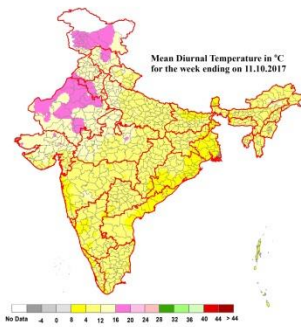 Mean Diurnal Temperature in °C
for the week ending on 11.10.2017
No Data -4 0 8 4 12 16 20 24 28 32 36 40 44 > 44